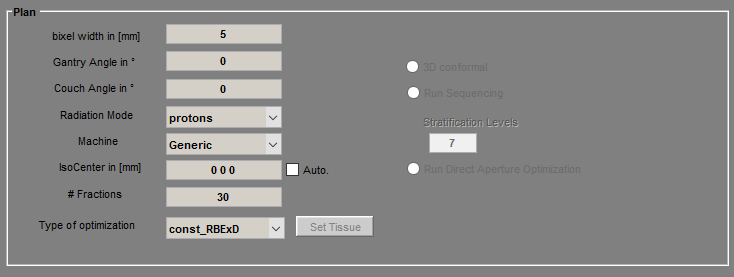 Plan
bixel width in [mm] 5
Gantry Angle in ° 0
3D conformal
Couch Angle in ° 0
Run Sequencing
Radiation Mode protons
Stratification Levels
Machine Generic
7
IsoCenter in [mm] 0 0 0 Auto.
Run Direct Aperture Optimization
# Fractions 30
Type of optimization const_RBExD Set Tissue